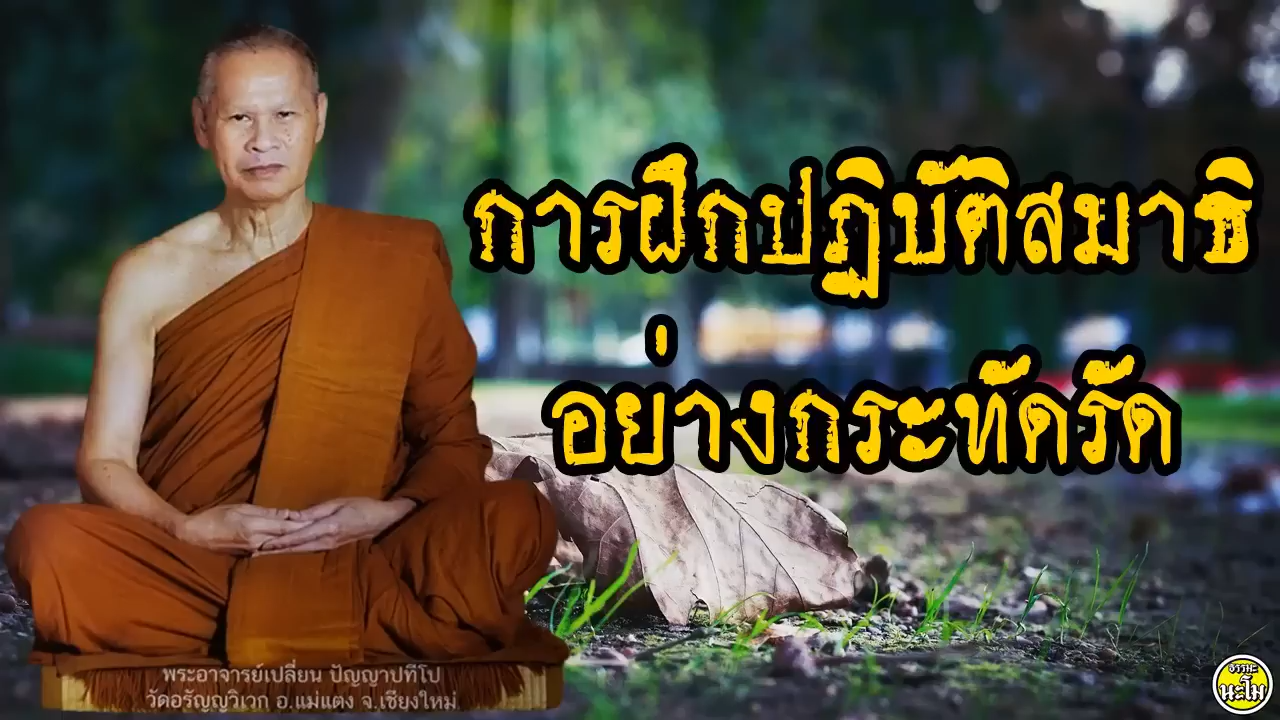 การฝึกปฏิบัติสมาธิ
อย่างกระทัดรัด
พระอาจารย์เปลี่ยน ปัญญาปทีโป
วัดอรัญญวิเวก อ.แม่แตง จ.เชียงใหม่
ธรรมะ
นะโม